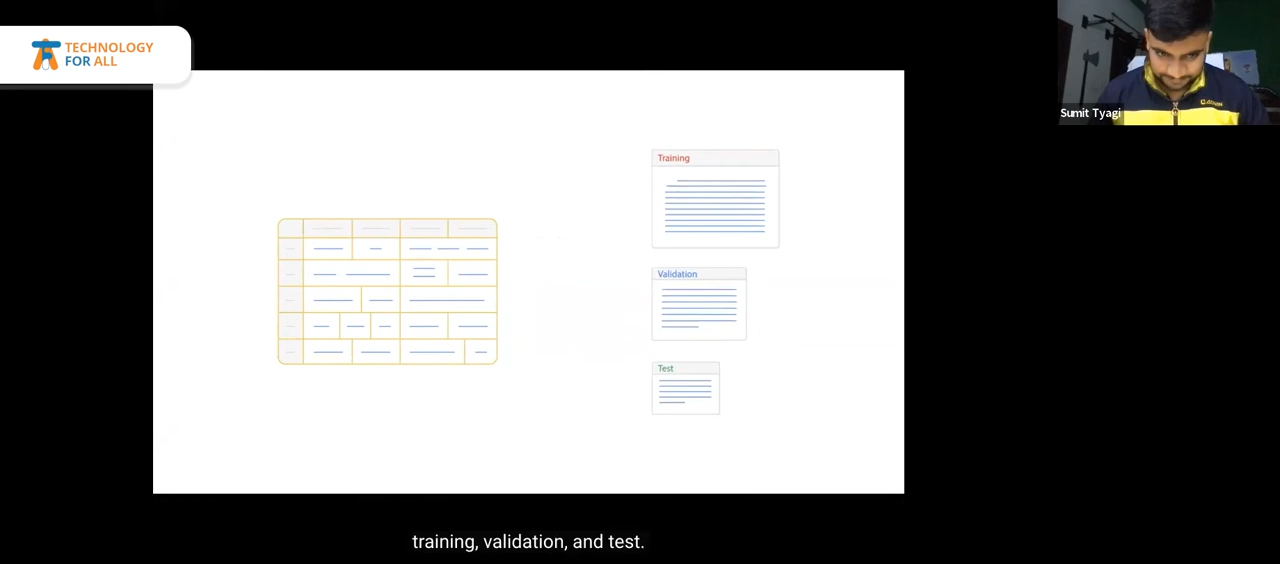 TECHNOLOGY
FOR ALL
Sumit Tyagi
Training
Validation
Test
training, validation, and test.